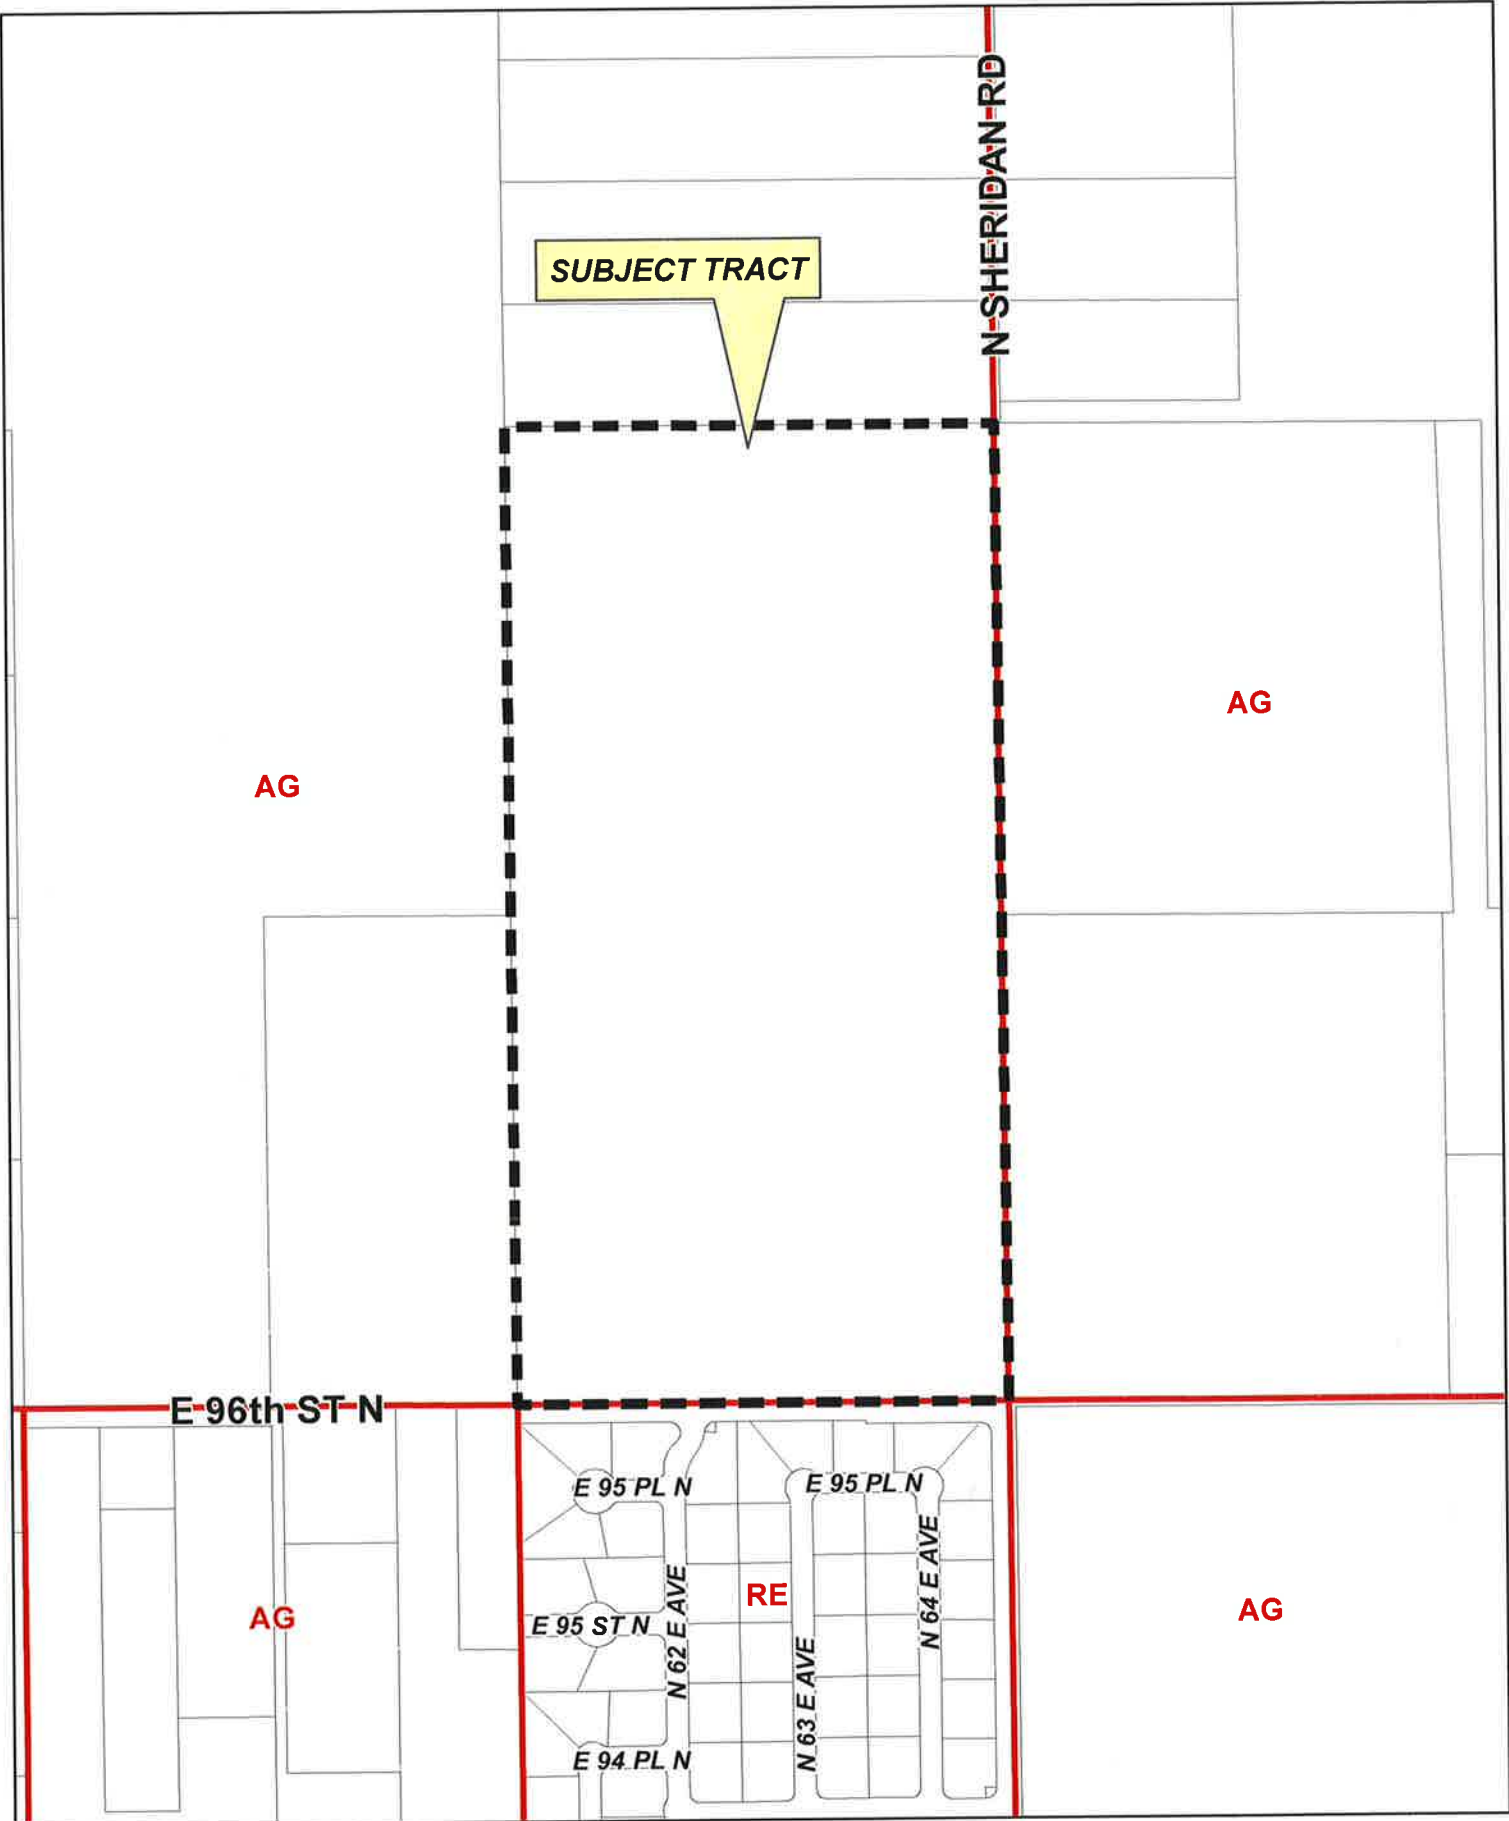 N SHERIDAN RD
SUBJECT TRACT
AG
AG
E 96th ST N
E 95 PL N
E 95 PL N
N 64 E AVE
N 62 E AVE
RE
AG
AG
E 95 ST N
N 63 E AVE
E 94 PL N